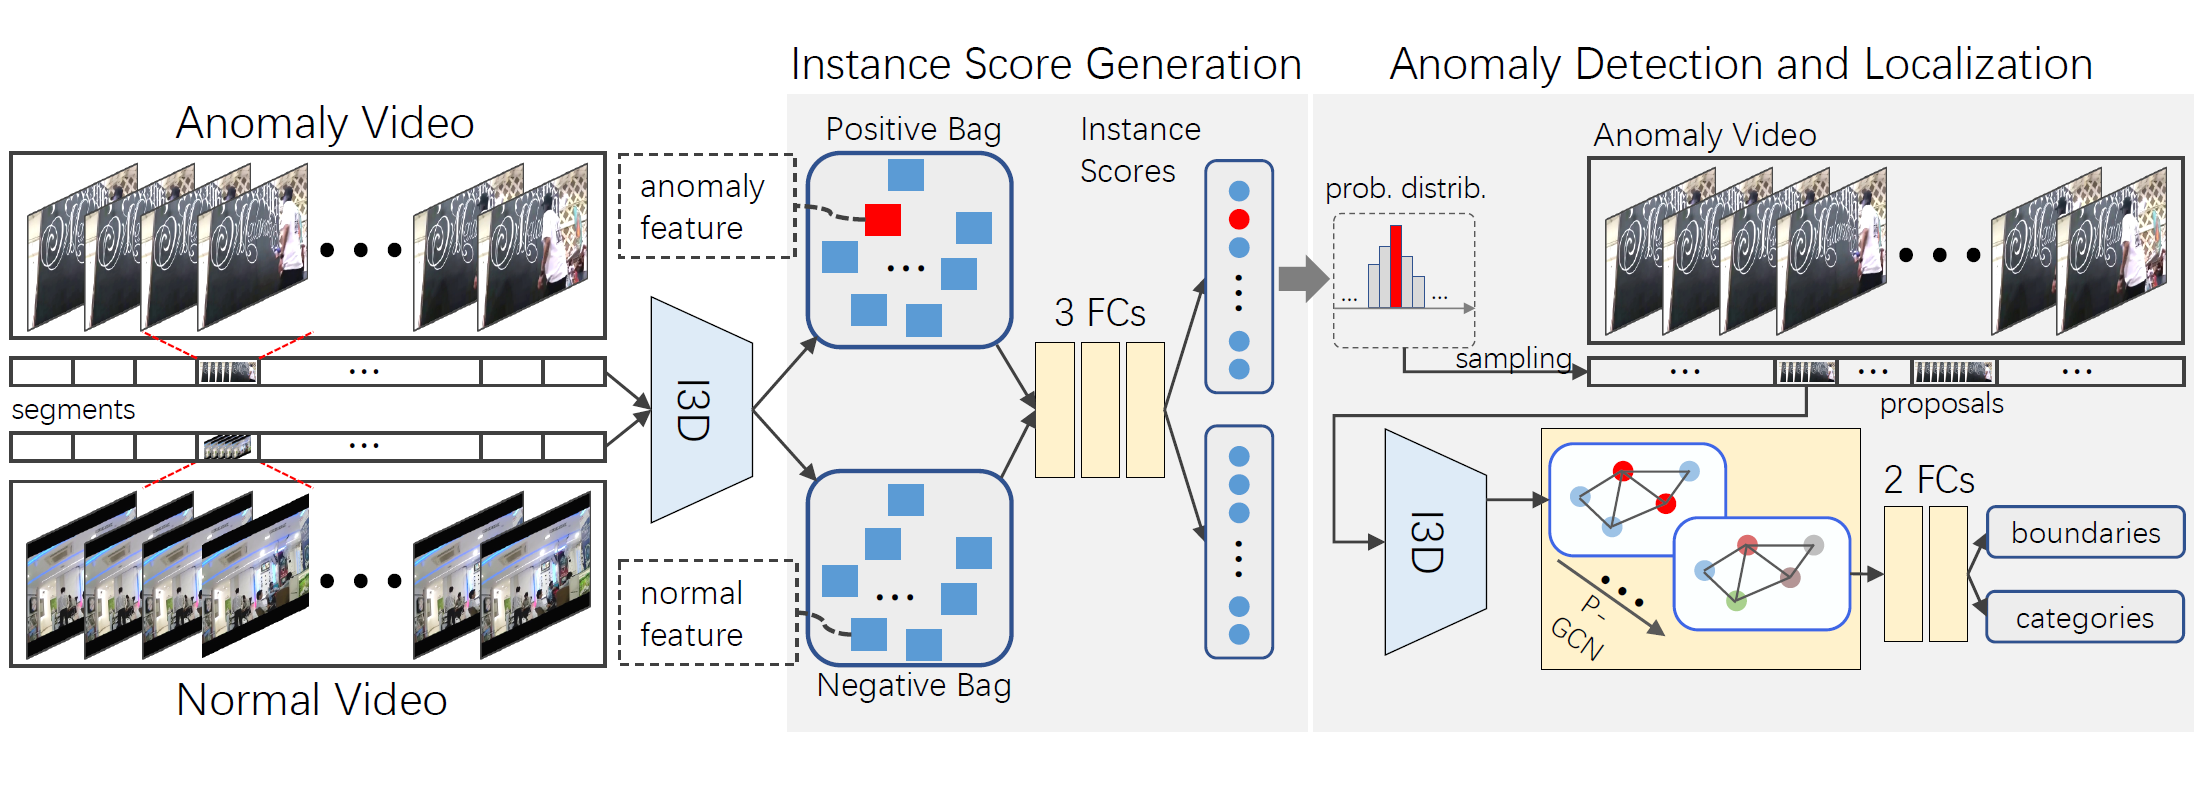 Instance Score Generation
Anomaly Detection and Localization
Anomaly Video
Positive Bag
Instance
Scores
Anomaly Video
anomaly
feature
prob. distrib.
...
...
3 FCs
I3D
sampling
segments
proposals
I3D
P-
GCN
2 FCs
boundaries
categories
normal
feature
Negative Bag
Normal Video